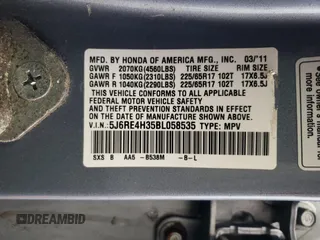 MFD. BY HONDA OF AMERICA MFG., INC. 03/'11
GVWR 2070KG(4560LBS) TIRE SIZE RIM SIZE
GAWR F 1050KG(2310LBS) 225/65R17 102T 17X6.5J
GAWR R 1040KG(2290LBS) 225/65R17 102T 17X6.5J
THIS VEHICLE CONFORMS TO ALL APPLICABLE
FEDERAL MOTOR VEHICLE SAFETY
AND THEFT PREVENTION STANDARDS IN EFFECT
ON THE DATE OF MANUFACTURE SHOWN ABOVE.
V.I.N. 5J6RE4H35BL058535 TYPE: MPV
SXS B AA5 -B538M -B-L
DREAMBID